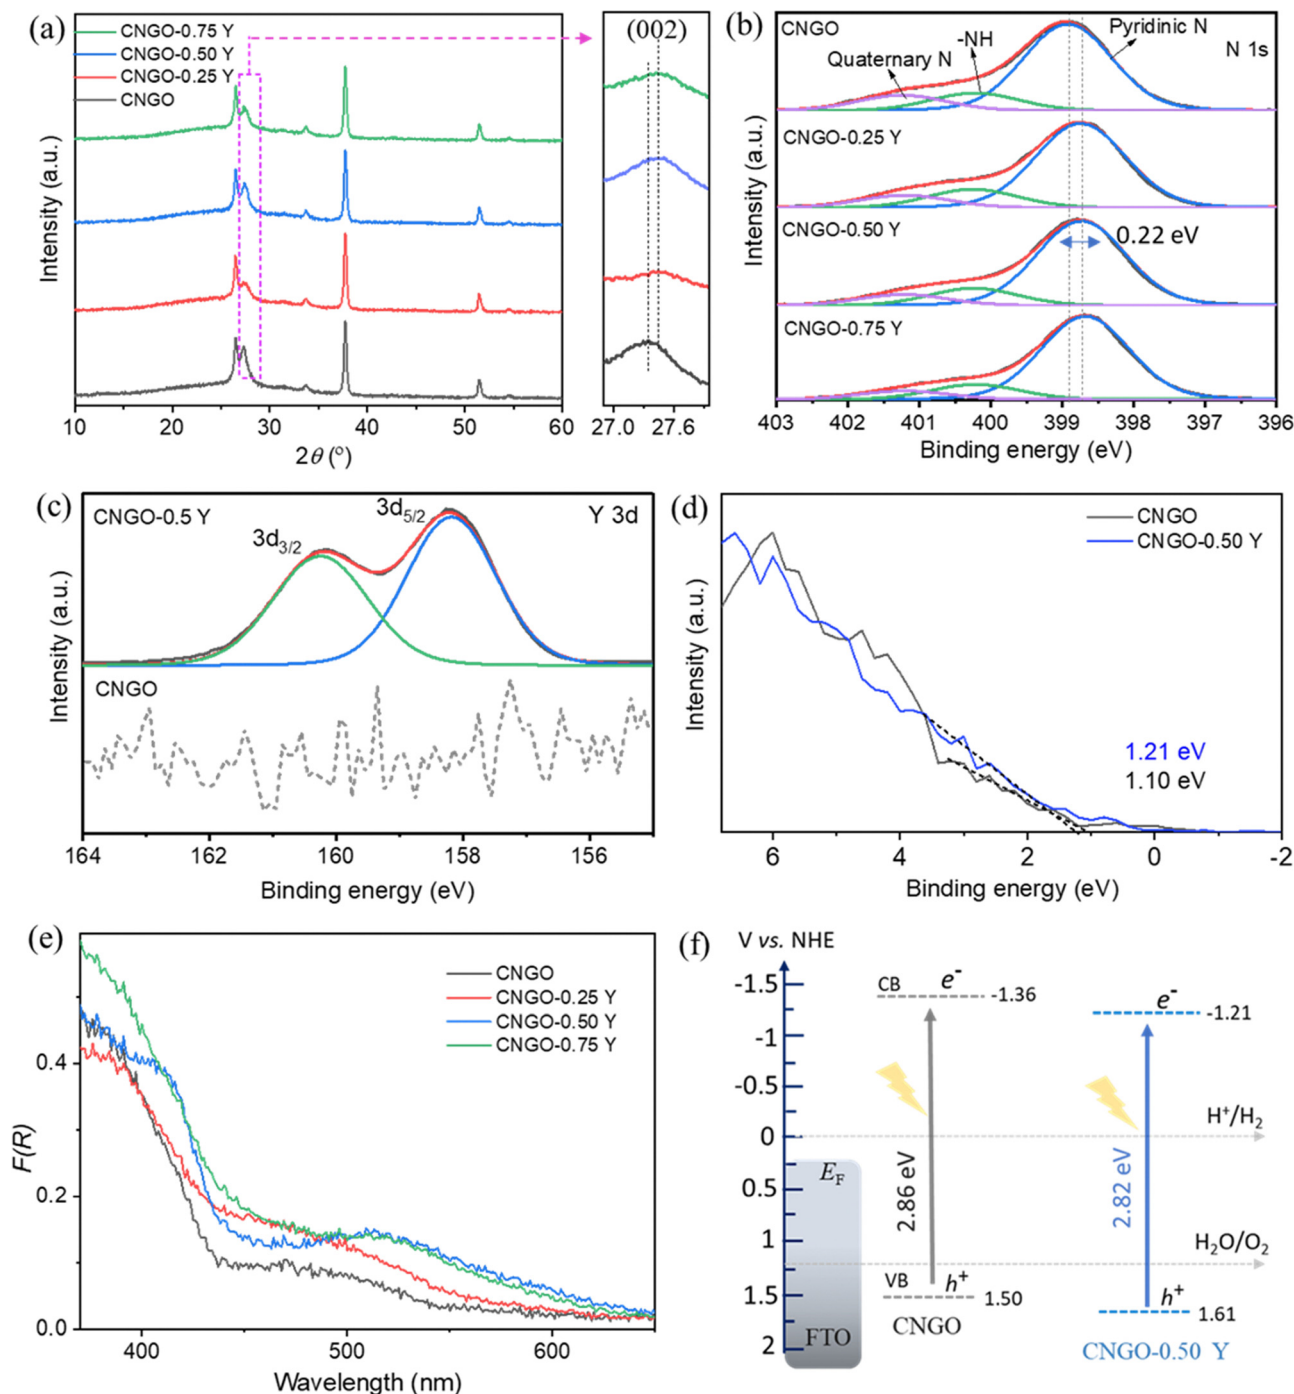 (a)
CNGO-0.75 Y
CNGO-0.50 Y
CNGO-0.25 Y
CNGO
(002)
Intensity (a.u.)
10 20 30 40 50 60
27.0 27.6
2θ (°)
(b)
CNGO
Quaternary N
-NH
Pyridinic N
N 1s
CNGO-0.25 Y
CNGO-0.50 Y
0.22 eV
CNGO-0.75 Y
Intensity (a.u.)
403 402 401 400 399 398 397 396
Binding energy (eV)
(c)
CNGO-0.5 Y
3d3/2
3d5/2
Y 3d
CNGO
Intensity (a.u.)
164 162 160 158 156
Binding energy (eV)
(d)
CNGO
CNGO-0.50 Y
1.21 eV
1.10 eV
Intensity (a.u.)
6 4 2 0 -2
Binding energy (eV)
(e)
CNGO
CNGO-0.25 Y
CNGO-0.50 Y
CNGO-0.75 Y
F(R)
0.4
0.2
0.0
400 500 600
Wavelength (nm)
(f)
V vs. NHE
-1.5
-1
-0.5
0
0.5
1
1.5
2
CB
e-
-1.36
e-
-1.21
H+/H2
EF
2.86 eV
2.82 eV
H2O/O2
VB
h+
1.50
h+
1.61
FTO
CNGO
CNGO-0.50 Y